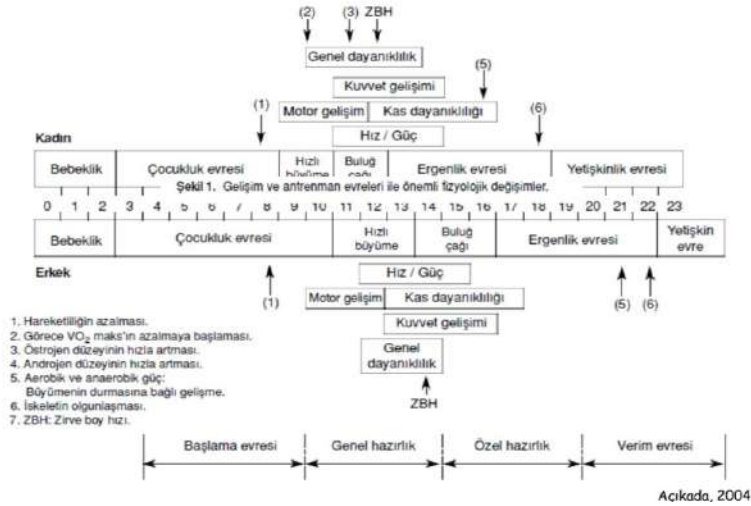 (2) (3) ZBH
Genel dayanıklılık (5)
Kuvvet gelişimi
(1) Motor gelişim Kas dayanıklılığı (6)
Kadın Hız / Güç
Bebeklik Çocukluk evresi Hızlı büyüme Buluğ çağı Ergenlik evresi Yetişkinlik evresi
Şekil 1. Gelişim ve antrenman evreleri ile önemli fizyolojik değişimler.
0 1 2 3 4 5 6 7 8 9 10 11 12 13 14 15 16 17 18 19 20 21 22 23
Bebeklik Çocukluk evresi Hızlı büyüme Buluğ çağı Ergenlik evresi Yetişkin evre
Erkek Hız / Güç
(1) Motor gelişim Kas dayanıklılığı (5) (6)
Kuvvet gelişimi
Genel dayanıklılık
ZBH
1. Hareketliliğin azalması.
2. Görece VO2 maks'ın azalmaya başlaması.
3. Östrojen düzeyinin hızla artması.
4. Androjen düzeyinin hızla artması.
5. Aerobik ve anaerobik güç:
Büyümenin durmasına bağlı gelişme.
6. İskeletin olgunlaşması.
7. ZBH: Zirve boy hızı.
Başlama evresi Genel hazırlık Özel hazırlık Verim evresi
Açıkada, 2004